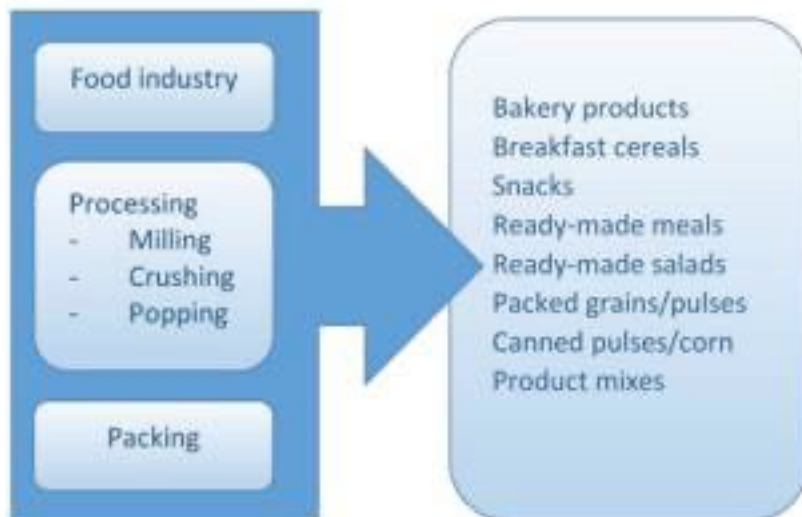 Food industry
Processing
- Milling
- Crushing
- Popping
Packing
Bakery products
Breakfast cereals
Snacks
Ready-made meals
Ready-made salads
Packed grains/pulses
Canned pulses/corn
Product mixes